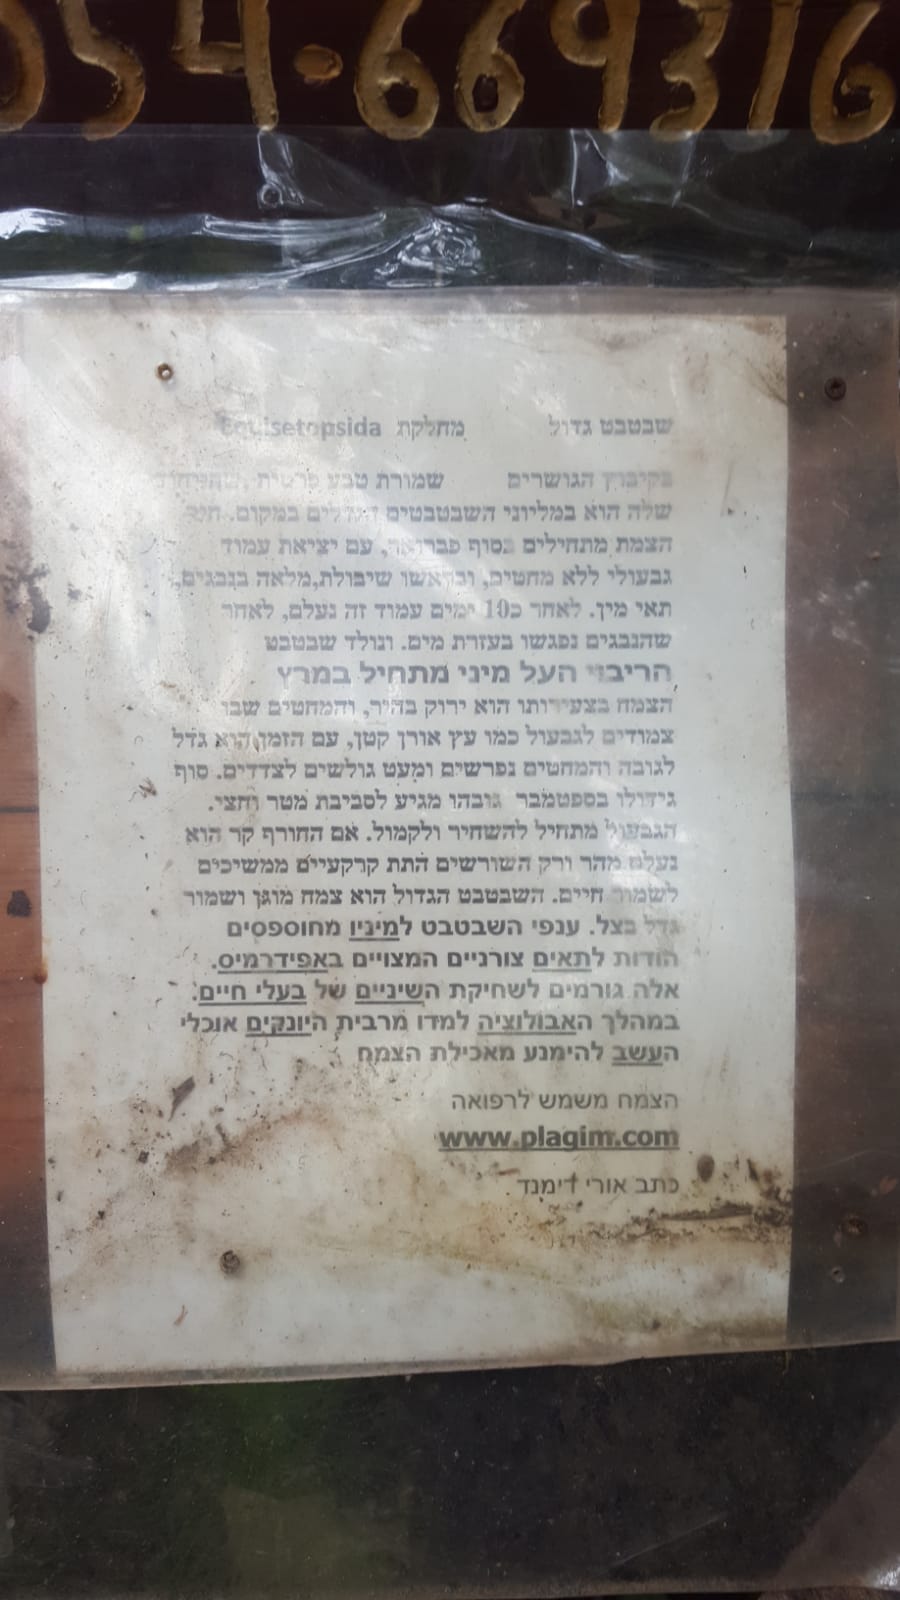 054-669316
שבטבט גדול מחלקת Equisetopsida
בקיבוץ הגושרים שמורת טבע פרטית, שהיחוד
שלה הוא במליוני השבטבטים הגדלים במקום. חיי
הצמח מתחילים בסוף פברואר, עם יציאת עמוד
גבעולי ללא מחטים, ובראשו שיבולת,מלאה בנבגים,
תאי מין. לאחר כ10 ימים עמוד זה נעלם, לאחר
שהנבגים נפגשו בעזרת מים. ונולד שבטבט
הריבוי העל מיני מתחיל במרץ
הצמח בצעירותו הוא ירוק בהיר, והמחטים שבו
צמודים לגבעול כמו עץ אורן קטן, עם הזמן הוא גדל
לגובה והמחטים נפרשים ומעט גולשים לצדדים. סוף
גידולו בספטמבר גובהו מגיע לסביבת מטר וחצי.
הגבעול מתחיל להשחיר ולקמול. אם החורף קר הוא
נעלם מהר ורק השורשים התת קרקעיים ממשיכים
לשמור חיים. השבטבט הגדול הוא צמח מוגן ושמור
גדל בצל. ענפי השבטבט למיניו מחוספסים
הודות לתאים צורניים המצויים באפידרמיס.
אלה גורמים לשחיקת השיניים של בעלי חיים.
במהלך האבולוציה למדו מרבית היונקים אוכלי
העשב להימנע מאכילת הצמח
הצמח משמש לרפואה
www.plagim.com
כתב אורי דימנד